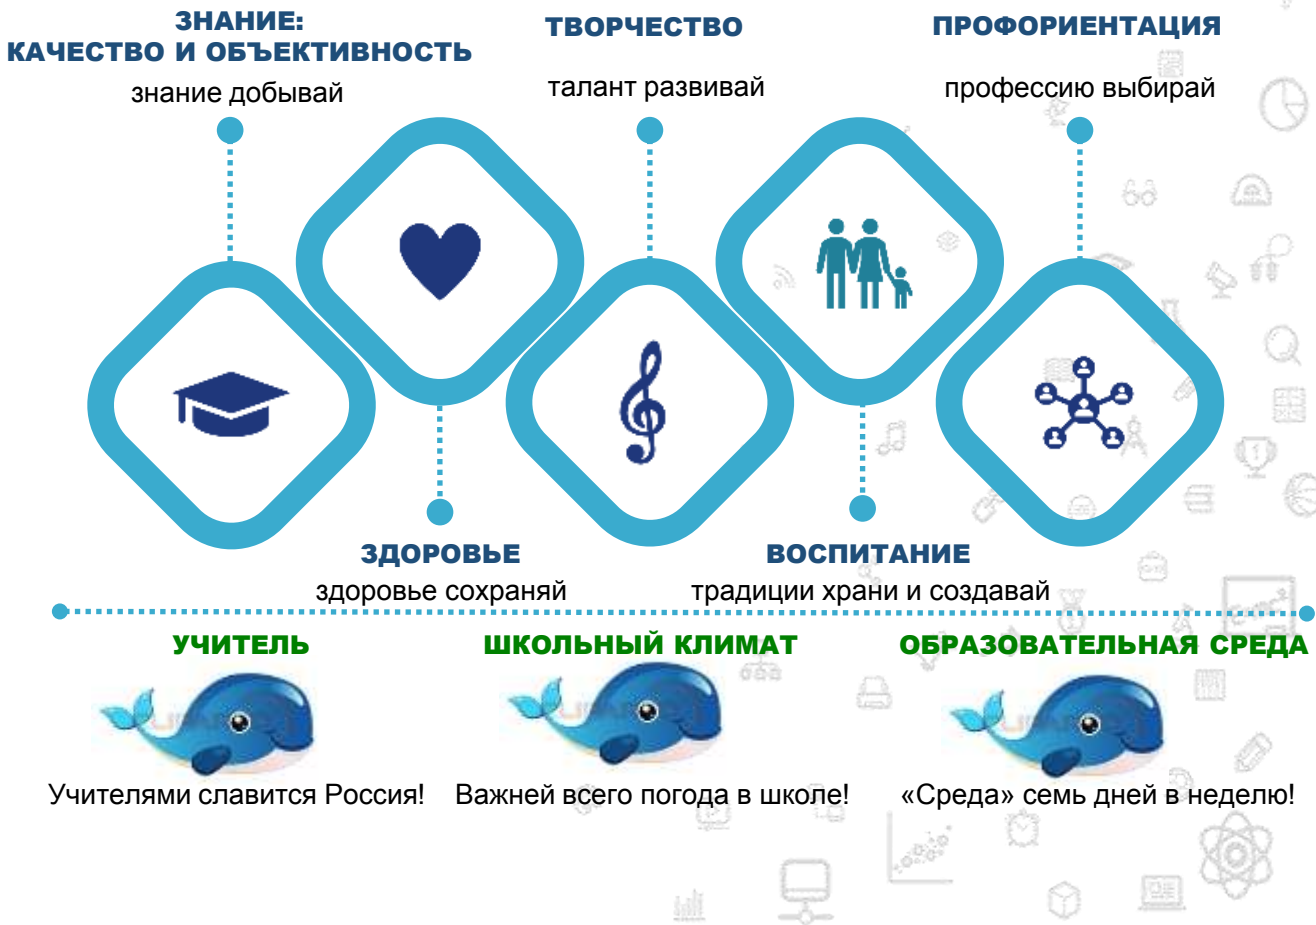 ЗНАНИЕ:
КАЧЕСТВО И ОБЪЕКТИВНОСТЬ
знание добывай
ТВОРЧЕСТВО
талант развивай
ПРОФОРИЕНТАЦИЯ
профессию выбирай
ЗДОРОВЬЕ
здоровье сохраняй
ВОСПИТАНИЕ
традиции храни и создавай
УЧИТЕЛЬ
Учителями славится Россия!
ШКОЛЬНЫЙ КЛИМАТ
Важней всего погода в школе!
ОБРАЗОВАТЕЛЬНАЯ СРЕДА
«Среда» семь дней в неделю!